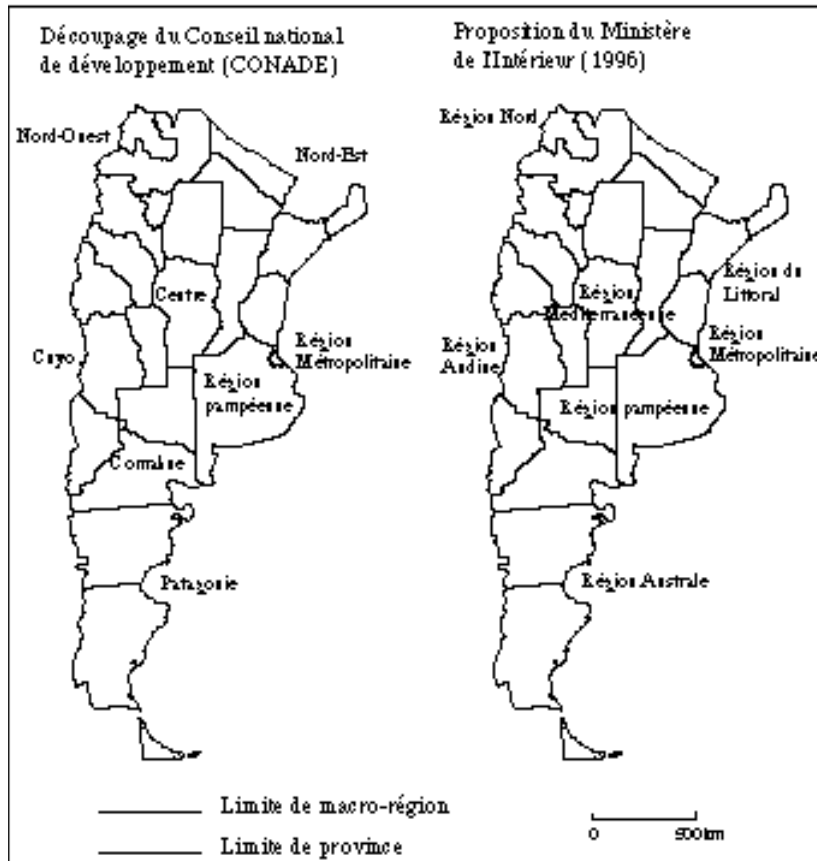 Découpage du Conseil national
de développement (CONADE)
Proposition du Ministère
de l'Intérieur (1996)
Nord-Ouest
Nord-Est
Centre
Cuyo
Région
Métropolitaine
Région
pampéenne
Comahue
Patagonie
Région Nord
Région du
Littoral
Région
Méditerranéenne
Région
Andine
Région
Métropolitaine
Région pampéenne
Région Australe
Limite de macro-région
Limite de province
0 500 km